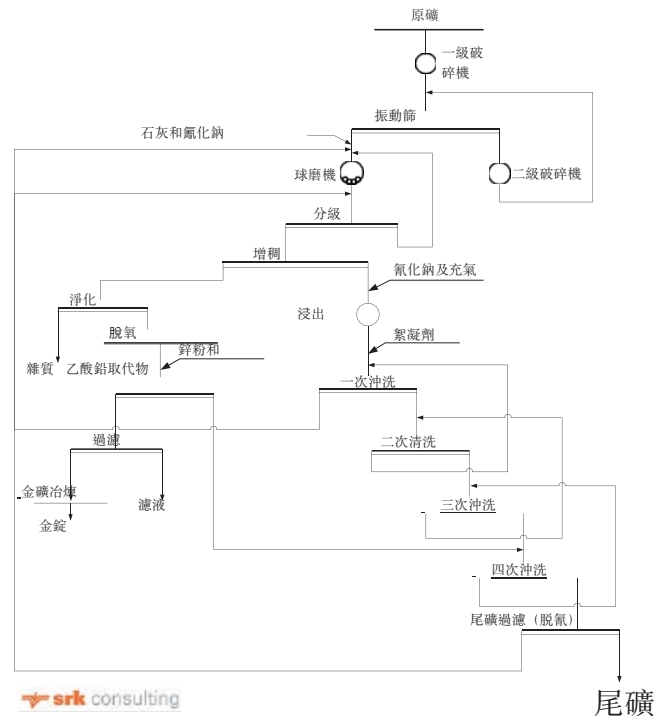 原礦
一級破
碎機
振動篩
石灰和氰化鈉
球磨機
二級破碎機
分級
增稠
氰化鈉及充氣
淨化
浸出
脫氧
絮凝劑
鋅粉和
雜質
乙酸鉛取代物
一次沖洗
過濾
二次清洗
金礦冶煉
濾液
三次沖洗
金錠
四次沖洗
尾礦過濾（脫氰）
尾礦
srk consulting